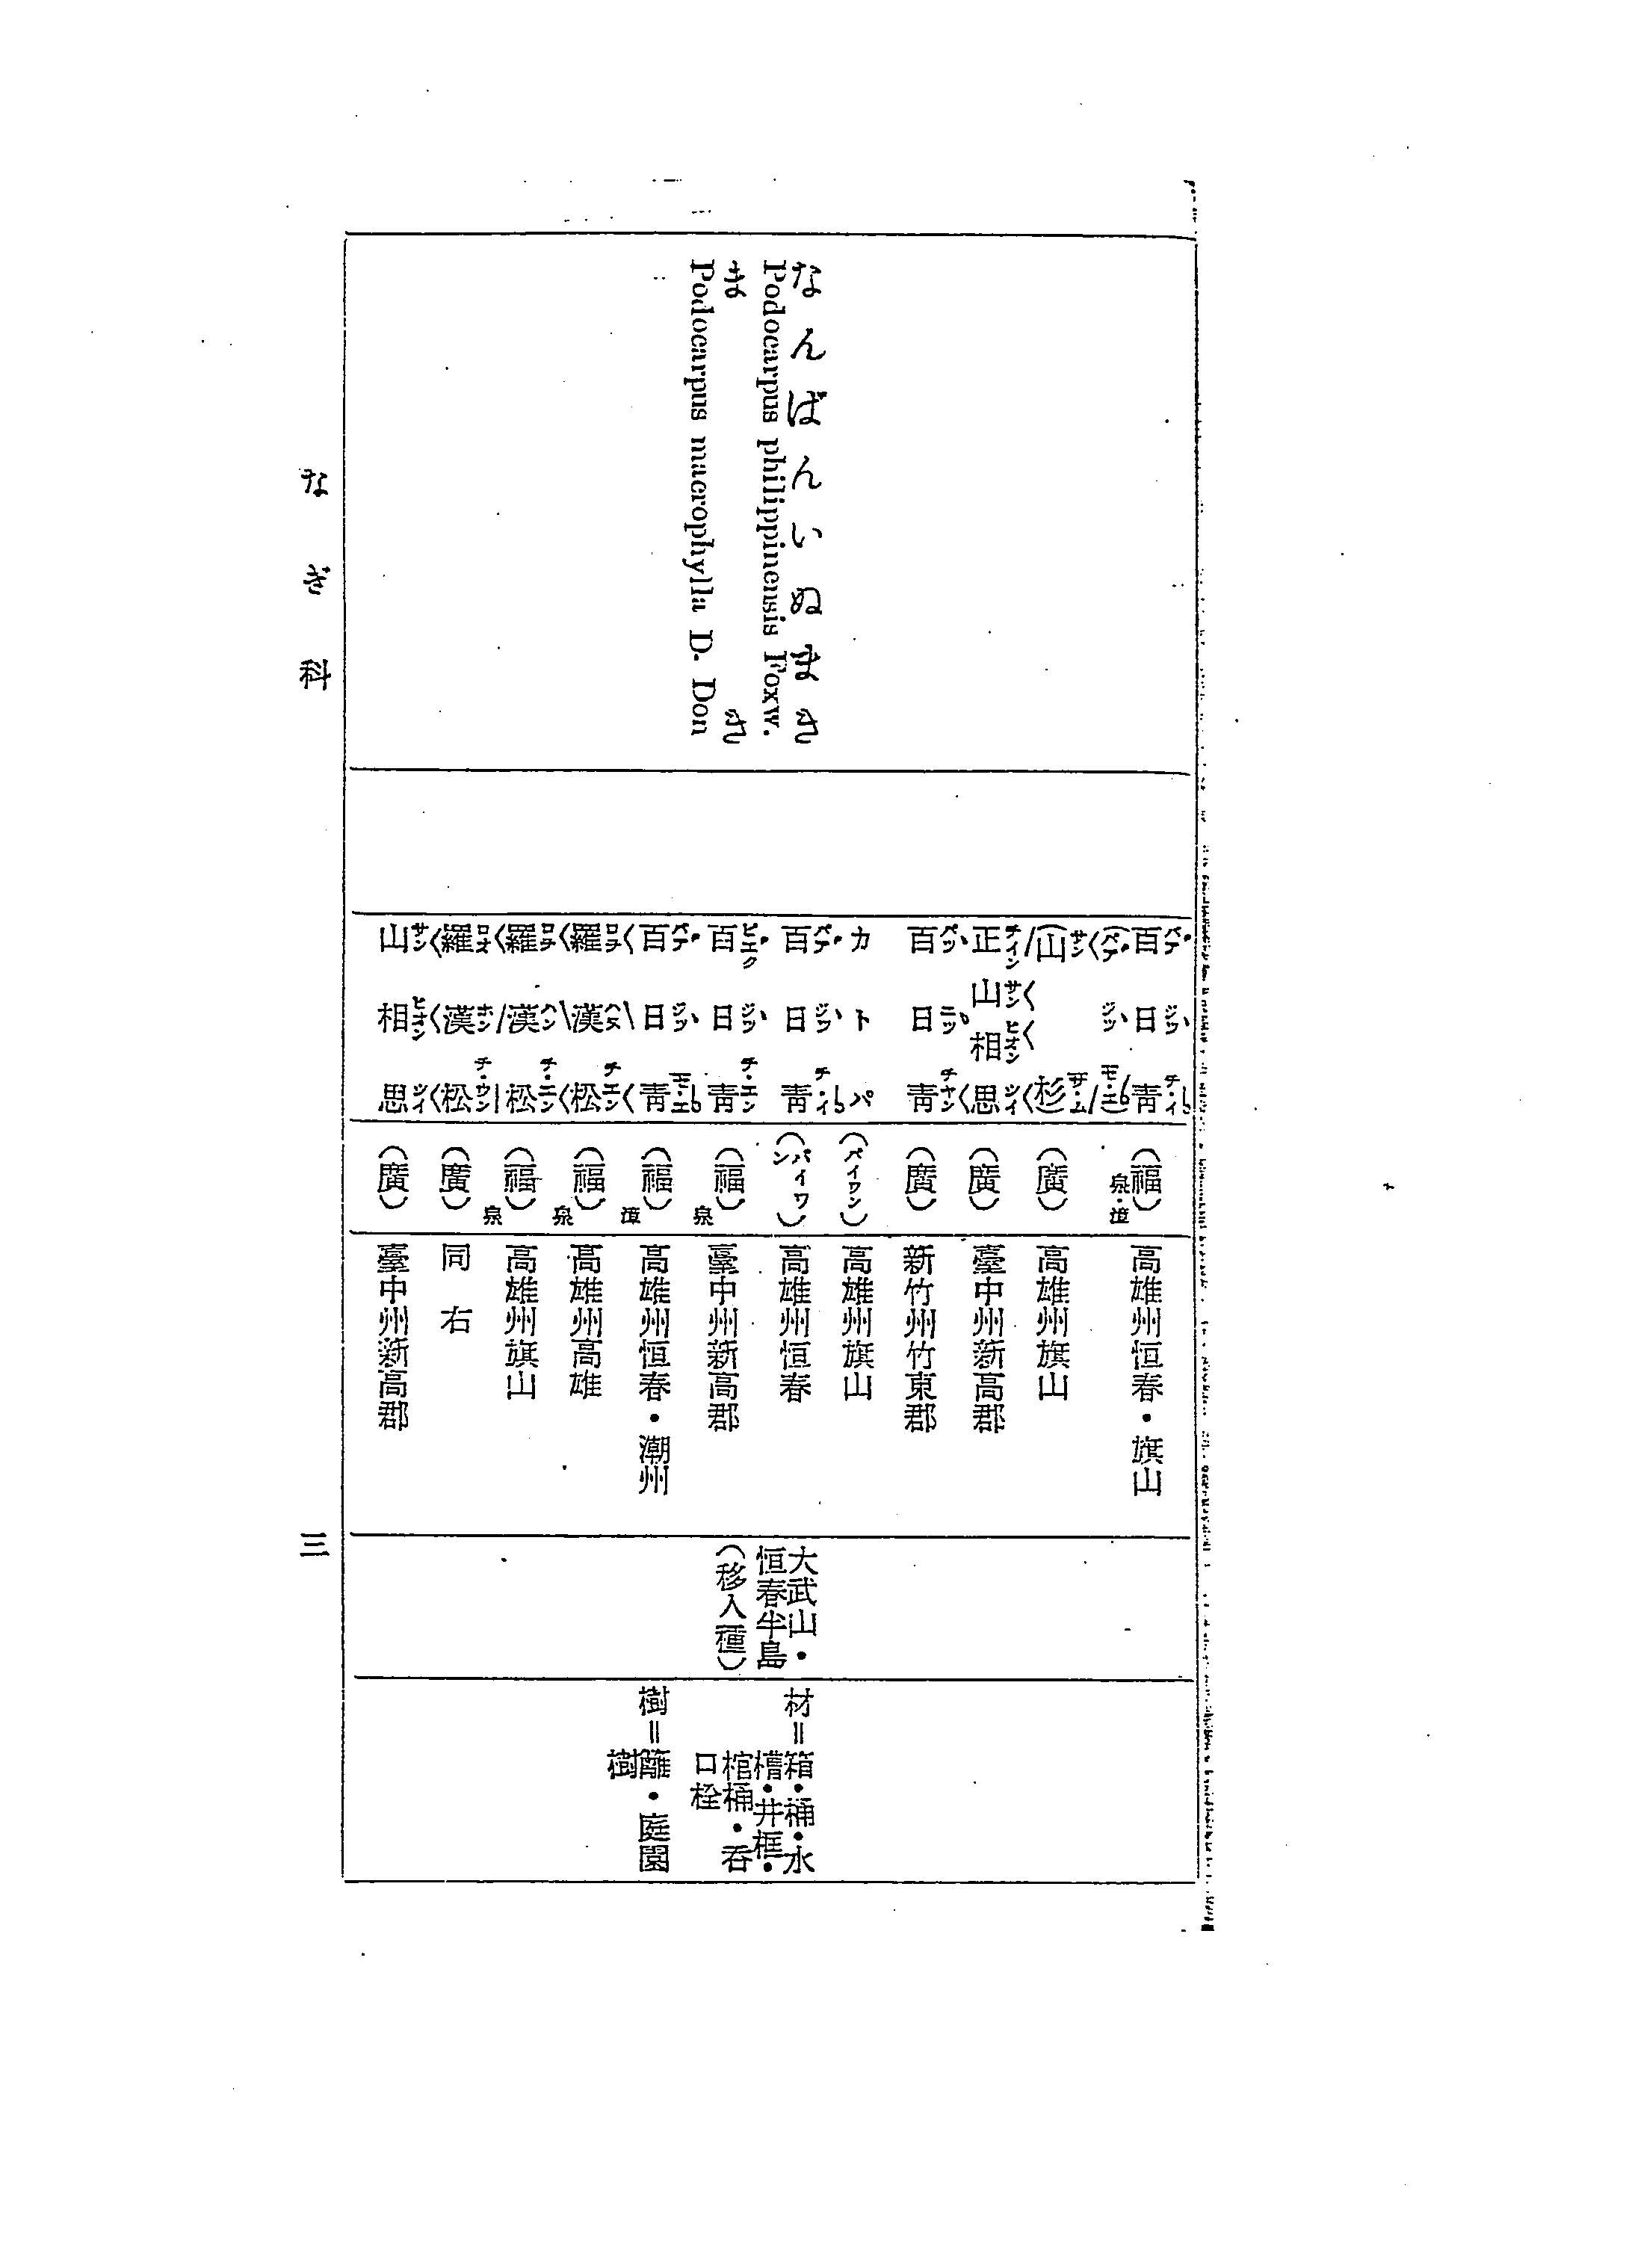 なんばんいぬまき
Podocarpus philippinensis Foxw.
まき
Podocarpus macrophylla D. Don
百日青
山杉
正山相思
百日青
カトパ
百日青
百日青
百日青
羅漢松
羅漢松
羅漢松
山相思
(福)泉・漳
(廣)
(廣)
(廣)
(パイワン)
(パイワン)
(福)泉
(福)漳
(福)泉
(福)泉
(廣)
(廣)
高雄州恒春・旗山
高雄州旗山
臺中州新高郡
新竹州竹東郡
高雄州旗山
高雄州恒春
臺中州新高郡
高雄州恒春・潮州
高雄州高雄
高雄州旗山
同右
臺中州新高郡
大武山・
恒春半島
(移入種)
材=箱・桶・水
槽・井框・
棺桶・呑
口栓
樹=籬・庭園
樹
なぎ科
三